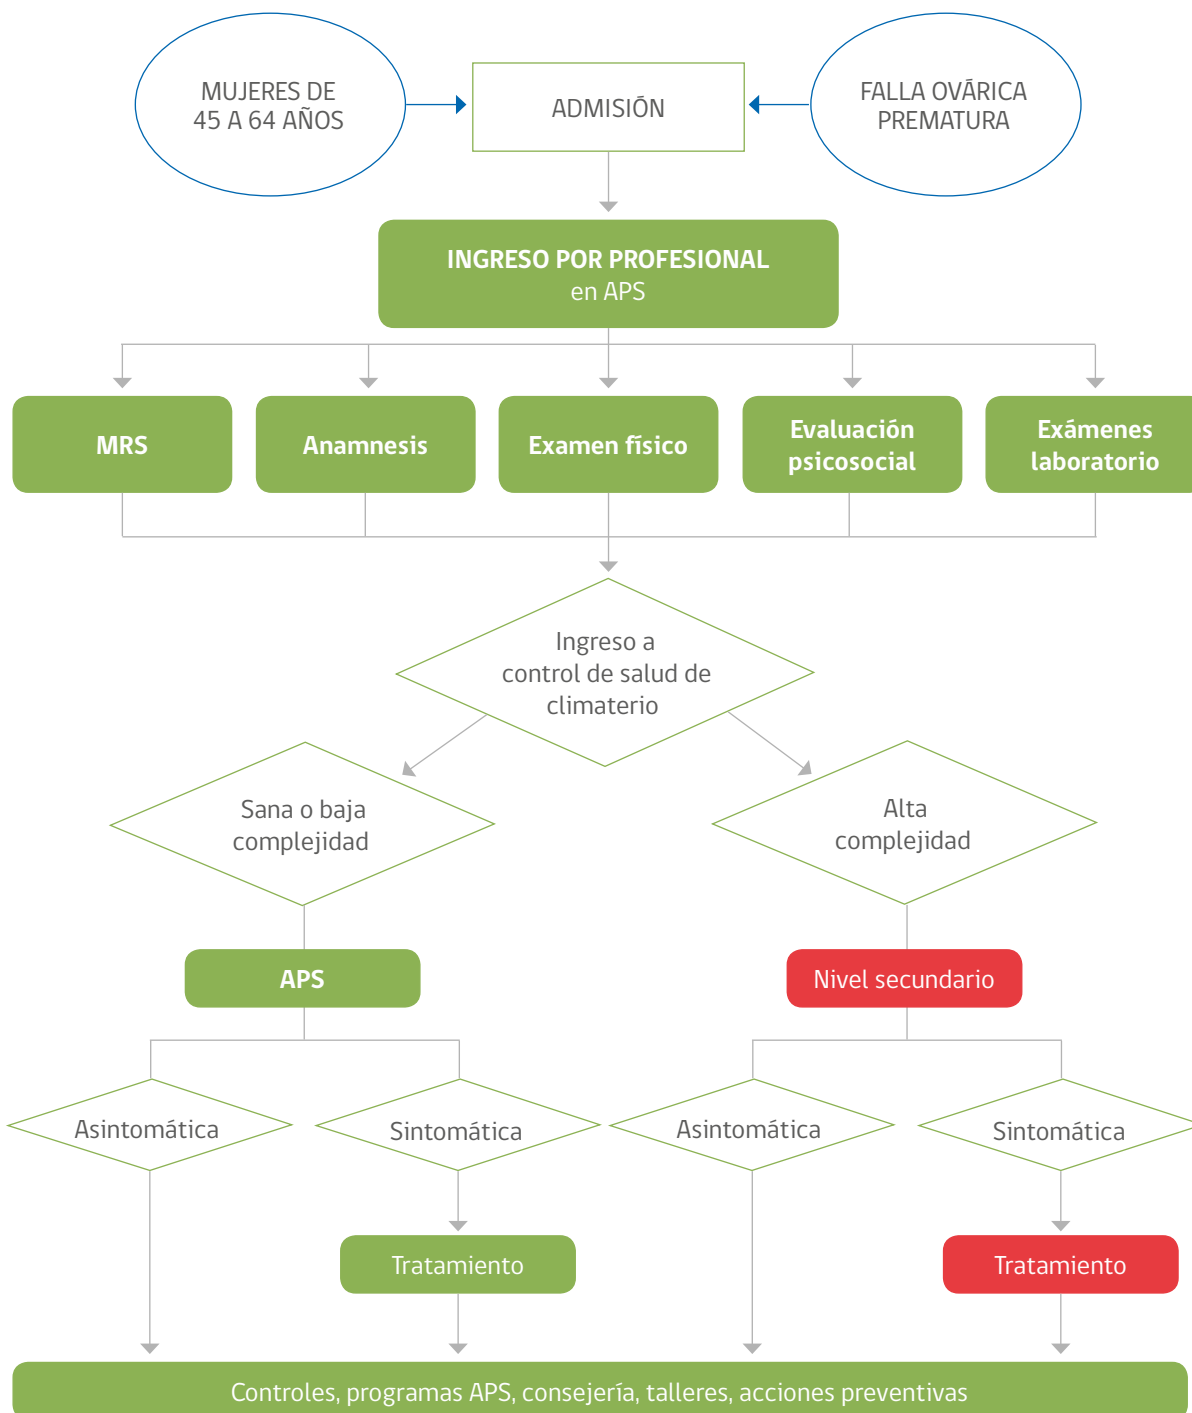 MUJERES DE
45 A 64 AÑOS
ADMISIÓN
FALLA OVÁRICA
PREMATURA
INGRESO POR PROFESIONAL
en APS
MRS
Anamnesis
Examen físico
Evaluación
psicosocial
Exámenes
laboratorio
Ingreso a
control de salud de
climaterio
Sana o baja
complejidad
Alta
complejidad
APS
Nivel secundario
Asintomática
Sintomática
Asintomática
Sintomática
Tratamiento
Tratamiento
Controles, programas APS, consejería, talleres, acciones preventivas